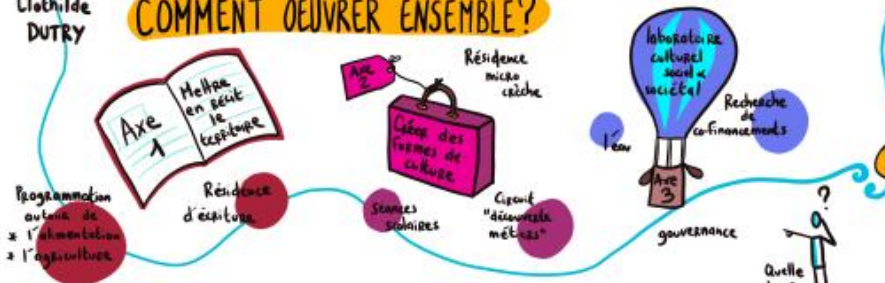 Clothilde
DUTRY
COMMENT OEUVRER ENSEMBLE?
Axe
1
Mettre
en récit
le
territoire
Programmation
autour de
* l'alimentation
* l'agriculture
Résidence
d'écriture
Axe
2
Résidence
micro
crèche
Créer des
formes de
culture
Séances
scolaires
Circuit
"découverte
métiers"
laboratoire
culturel
social &
sociétal
l'eau
Recherche
de
co-financements
Axe
3
gouvernance
?
Quelle